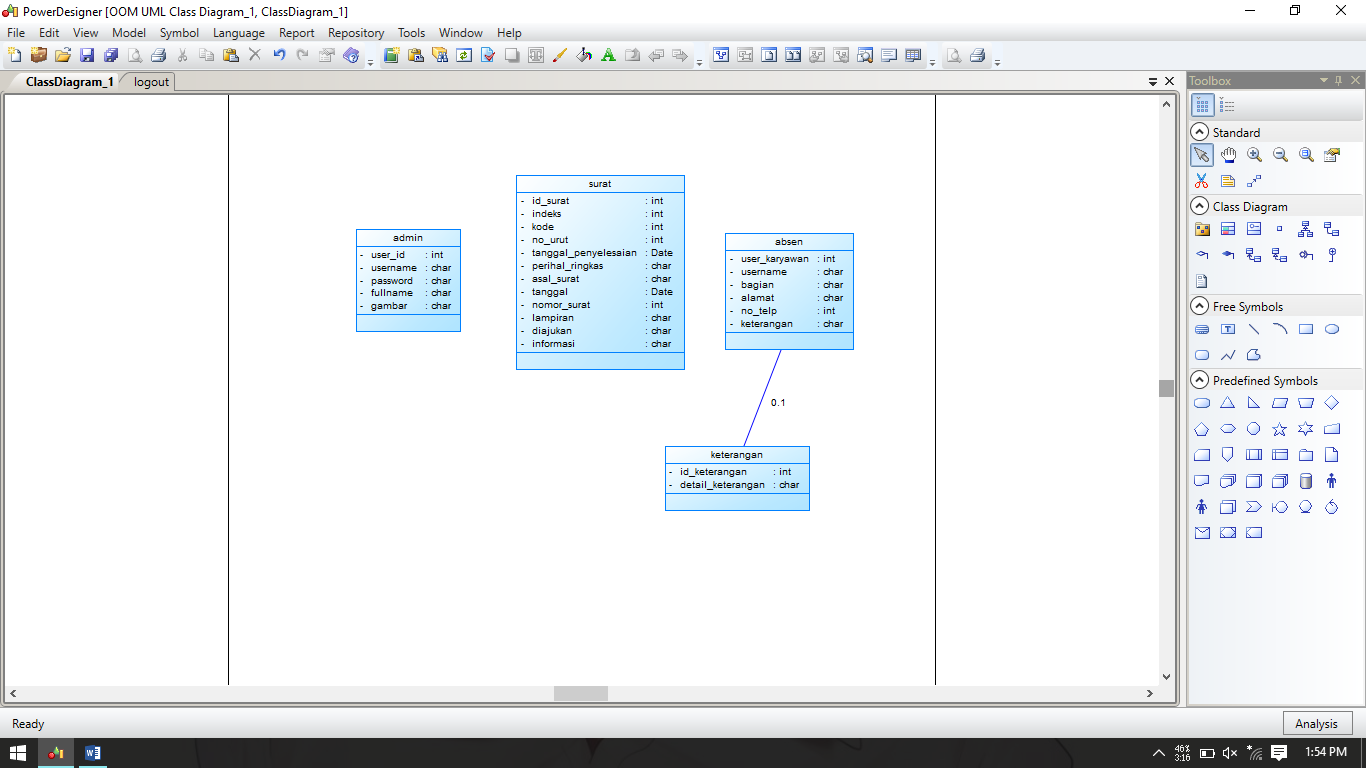 PowerDesigner [OOM UML Class Diagram_1, ClassDiagram_1]
File Edit View Model Symbol Language Report Repository Tools Window Help
ClassDiagram_1 logout
surat
- id_surat : int
- indeks : int
- kode : int
- no_urut : int
- tanggal_penyelesaian : Date
- perihal_ringkas : char
- asal_surat : char
- tanggal : Date
- nomor_surat : int
- lampiran : char
- diajukan : char
- informasi : char
admin
- user_id : int
- username : char
- password : char
- fullname : char
- gambar : char
absen
- user_karyawan : int
- username : char
- bagian : char
- alamat : char
- no_telp : int
- keterangan : char
0.1
keterangan
- id_keterangan : int
- detail_keterangan : char
Toolbox
Standard
Class Diagram
Free Symbols
Predefined Symbols
Ready
Analysis
46%
3:16
1:54 PM